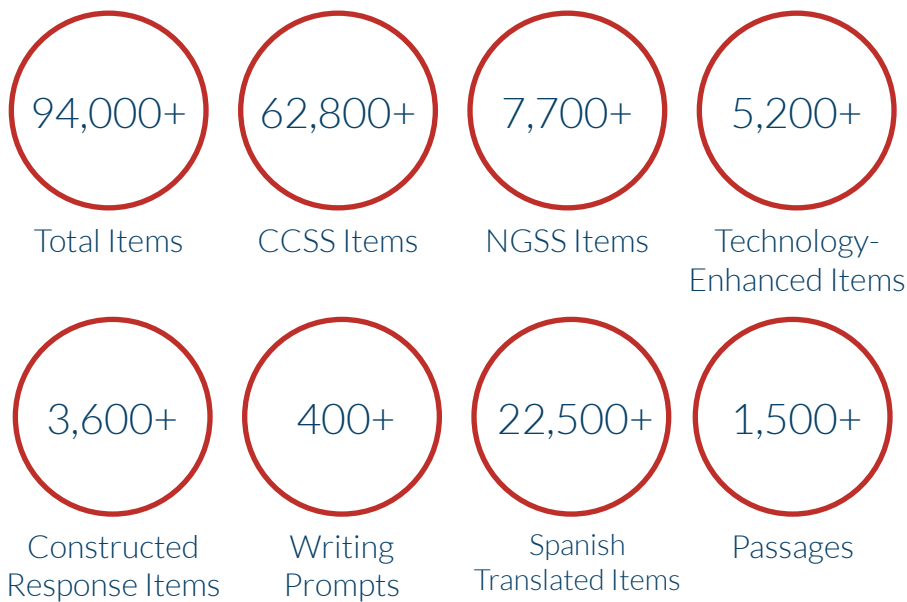 94,000+
Total Items
62,800+
CCSS Items
7,700+
NGSS Items
5,200+
Technology-
Enhanced Items
3,600+
Constructed
Response Items
400+
Writing
Prompts
22,500+
Spanish
Translated Items
1,500+
Passages